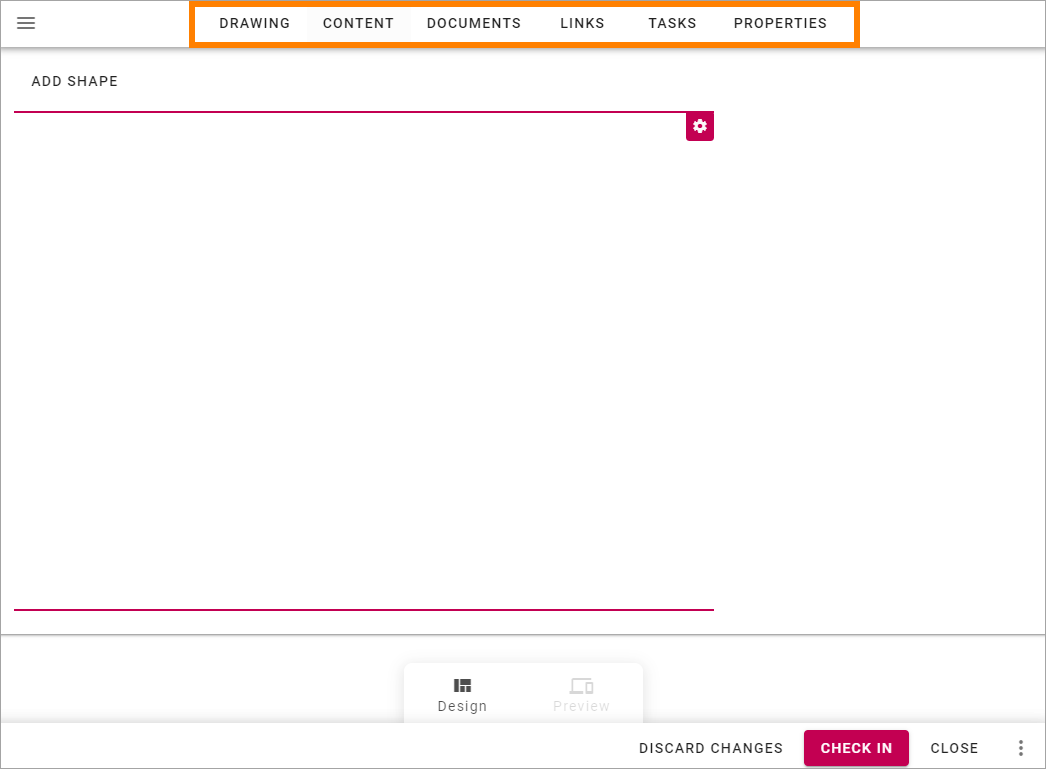 DRAWING CONTENT DOCUMENTS LINKS TASKS PROPERTIES
ADD SHAPE
Design Preview
DISCARD CHANGES CHECK IN CLOSE